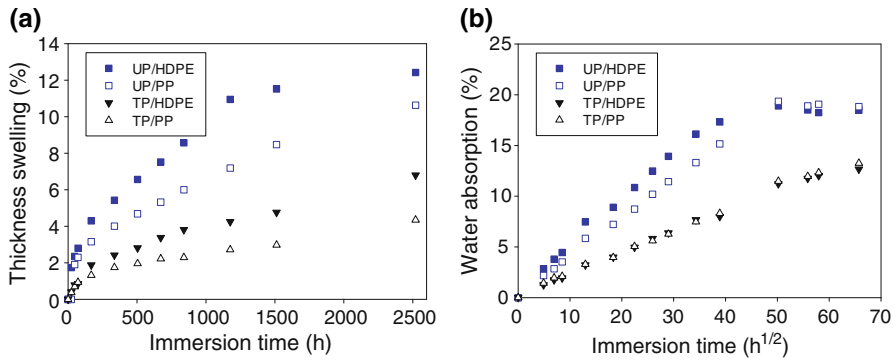 (a)
Thickness swelling (%)
14
12
10
8
6
4
2
0
UP/HDPE
UP/PP
TP/HDPE
TP/PP
0 500 1000 1500 2000 2500
Immersion time (h)
(b)
Water absorption (%)
25
20
15
10
5
0
UP/HDPE
UP/PP
TP/HDPE
TP/PP
0 10 20 30 40 50 60 70
Immersion time (h1/2)